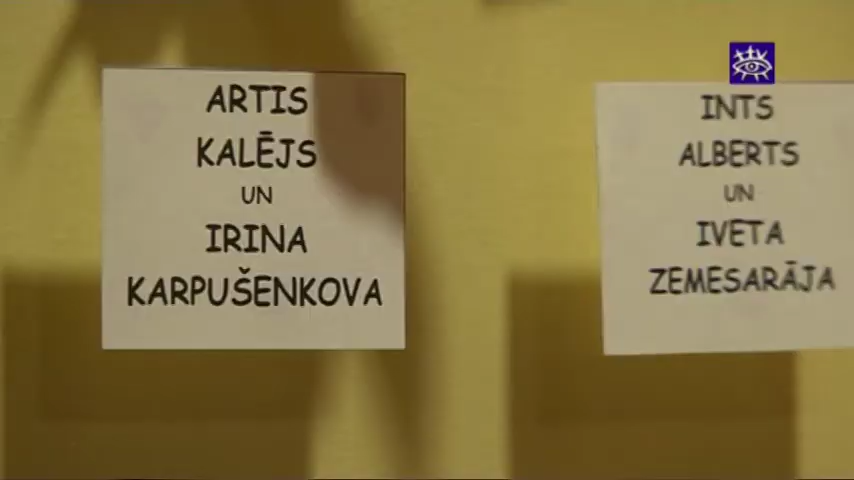 ARTIS
KALĒJS
UN
IRINA
KARPUŠENKOVA
INTS
ALBERTS
UN
IVETA
ZEMESARĀJA